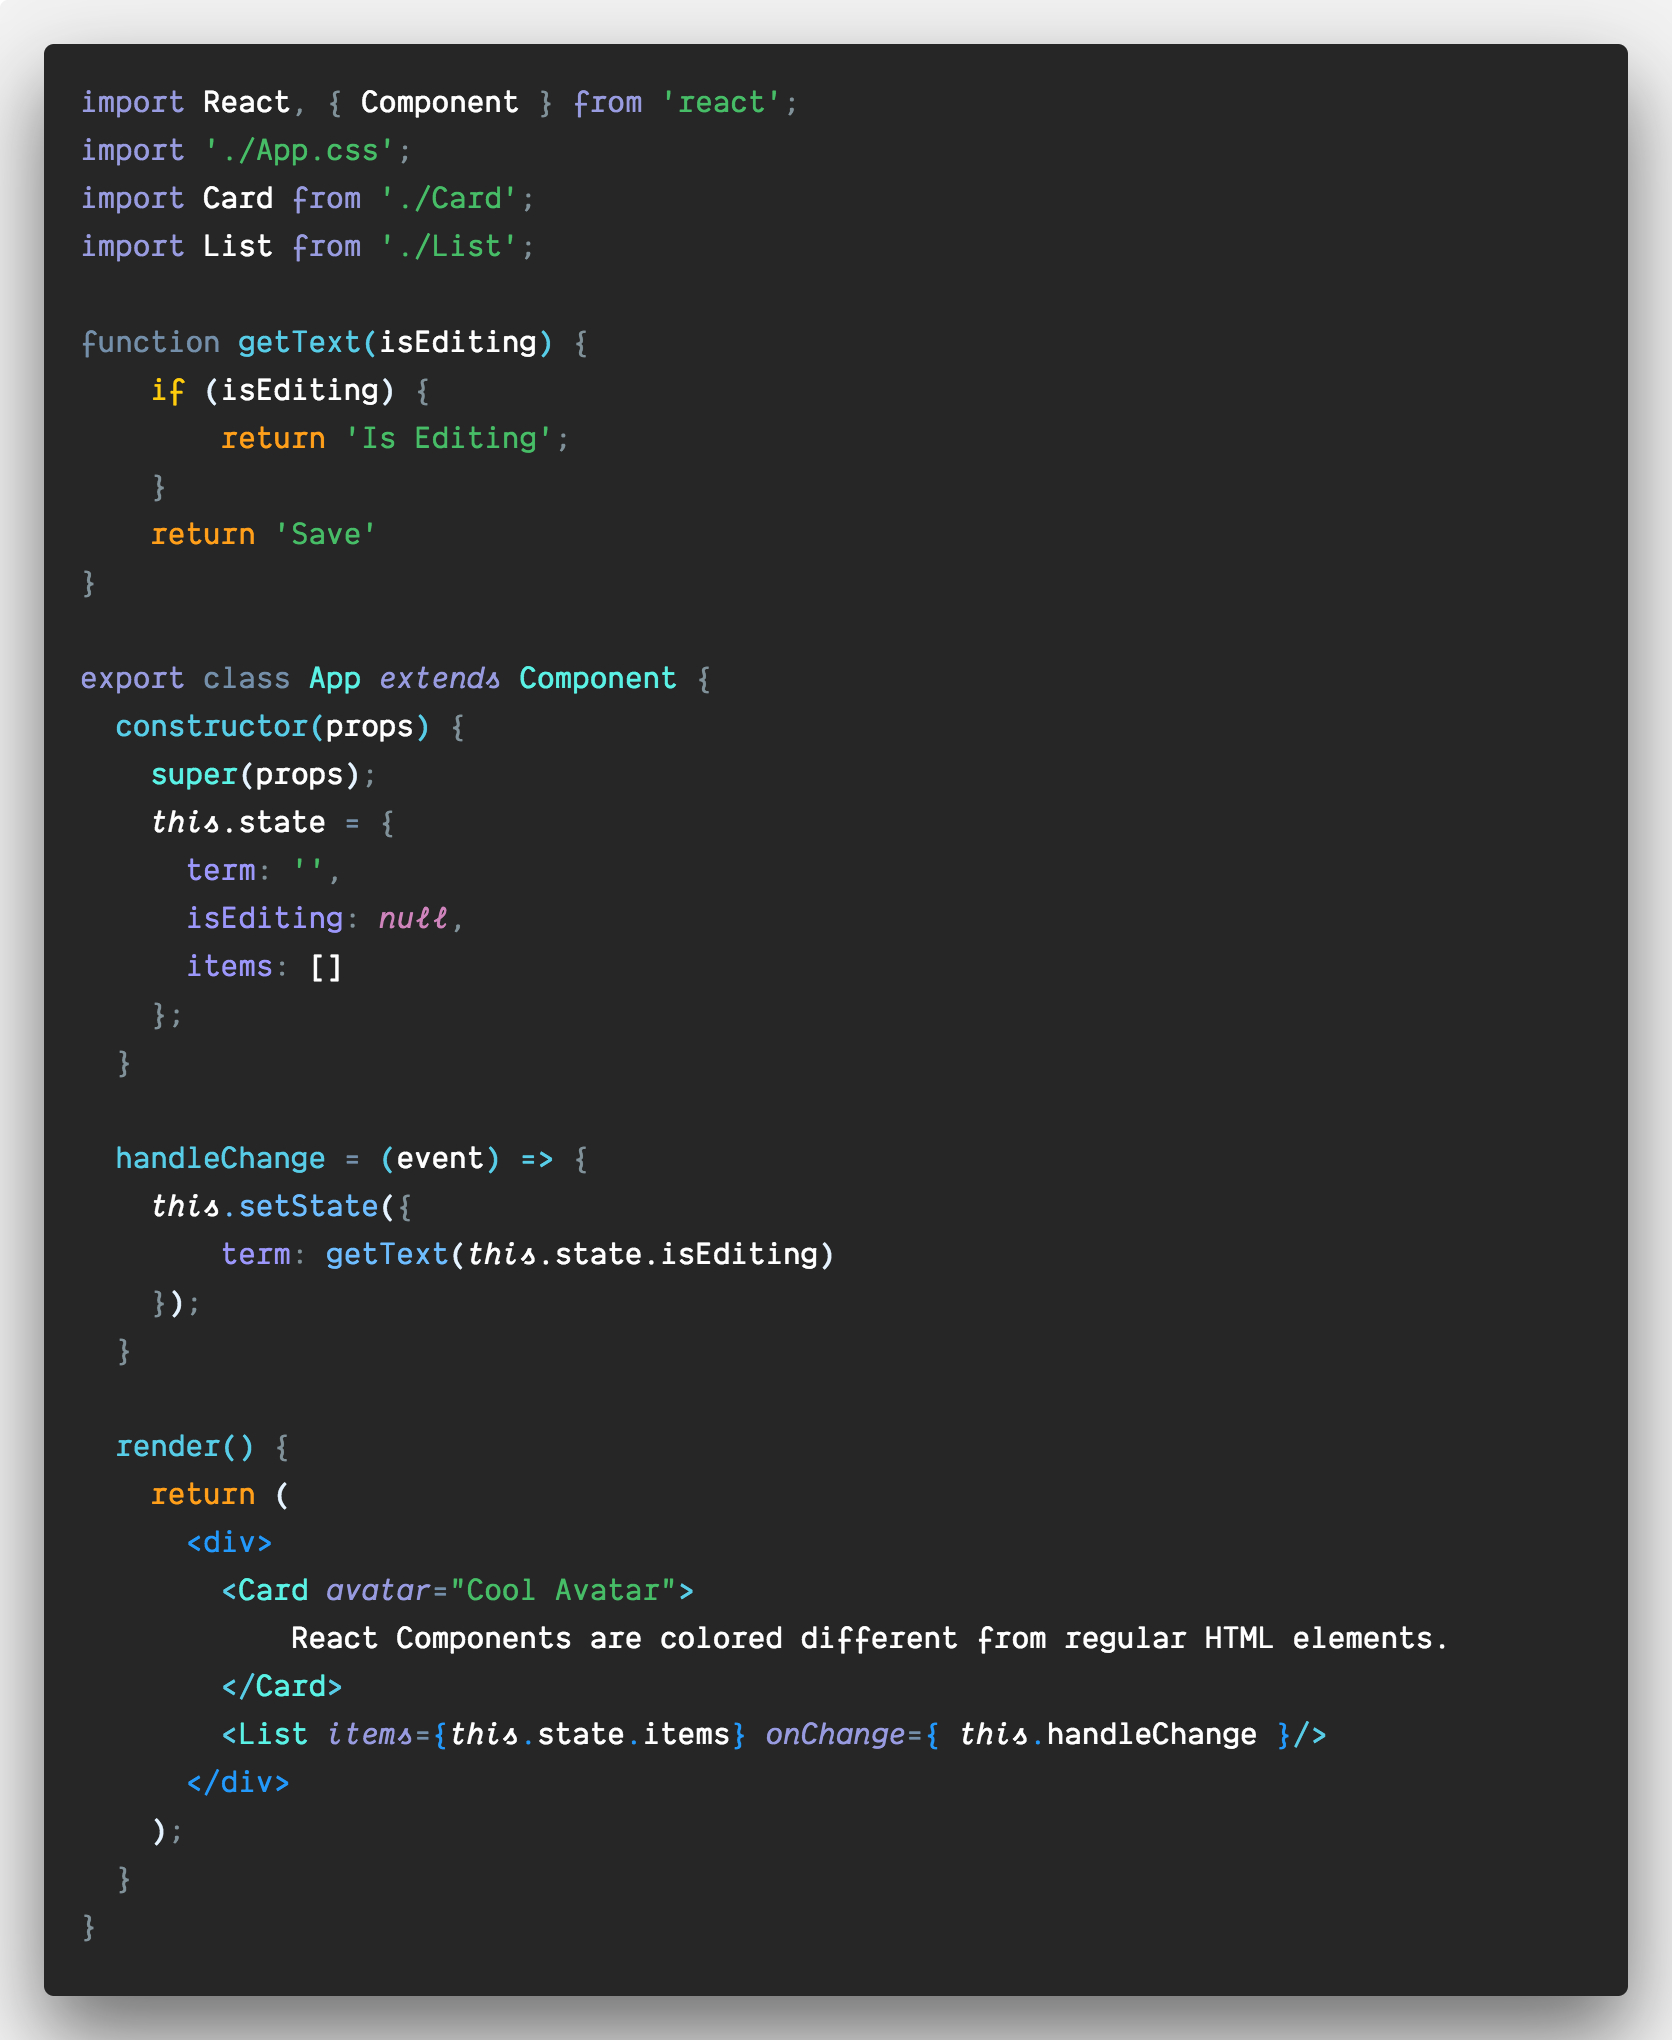 import React, { Component } from 'react';
import './App.css';
import Card from './Card';
import List from './List';

function getText(isEditing) {
    if (isEditing) {
        return 'Is Editing';
    }
    return 'Save'
}

export class App extends Component {
  constructor(props) {
    super(props);
    this.state = {
      term: '',
      isEditing: null,
      items: []
    };
  }

  handleChange = (event) => {
    this.setState({
        term: getText(this.state.isEditing)
    });
  }

  render() {
    return (
      <div>
        <Card avatar="Cool Avatar">
            React Components are colored different from regular HTML elements.
        </Card>
        <List items={this.state.items} onChange={ this.handleChange }/>
      </div>
    );
  }
}